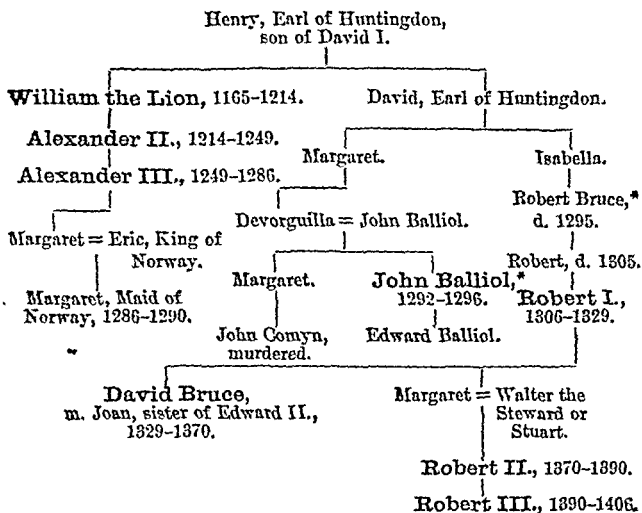 Henry, Earl of Huntingdon,
son of David I.
William the Lion, 1165–1214.
David, Earl of Huntingdon.
Alexander II., 1214–1249.
Margaret.
Isabella.
Alexander III., 1249–1286.
Robert Bruce,*
d. 1295.
Devorguilla = John Balliol.
Margaret = Eric, King of
Norway.
Robert, d. 1305.
Margaret.
John Balliol,*
1292–1296.
Robert I.,
1306–1329.
Margaret, Maid of
Norway, 1286–1290.
John Comyn,
murdered.
Edward Balliol.
David Bruce,
m. Joan, sister of Edward II.,
1329–1370.
Margaret = Walter the
Steward or
Stuart.
Robert II., 1370–1390.
Robert III., 1390–1406.